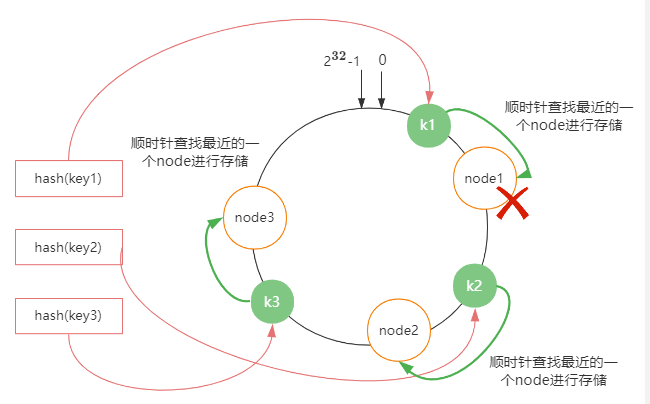 2³²-1
0
k1
顺时针查找最近的一
个node进行存储
顺时针查找最近的一
个node进行存储
hash(key1)
node1
node3
hash(key2)
k2
k3
hash(key3)
node2
顺时针查找最近的一
个node进行存储